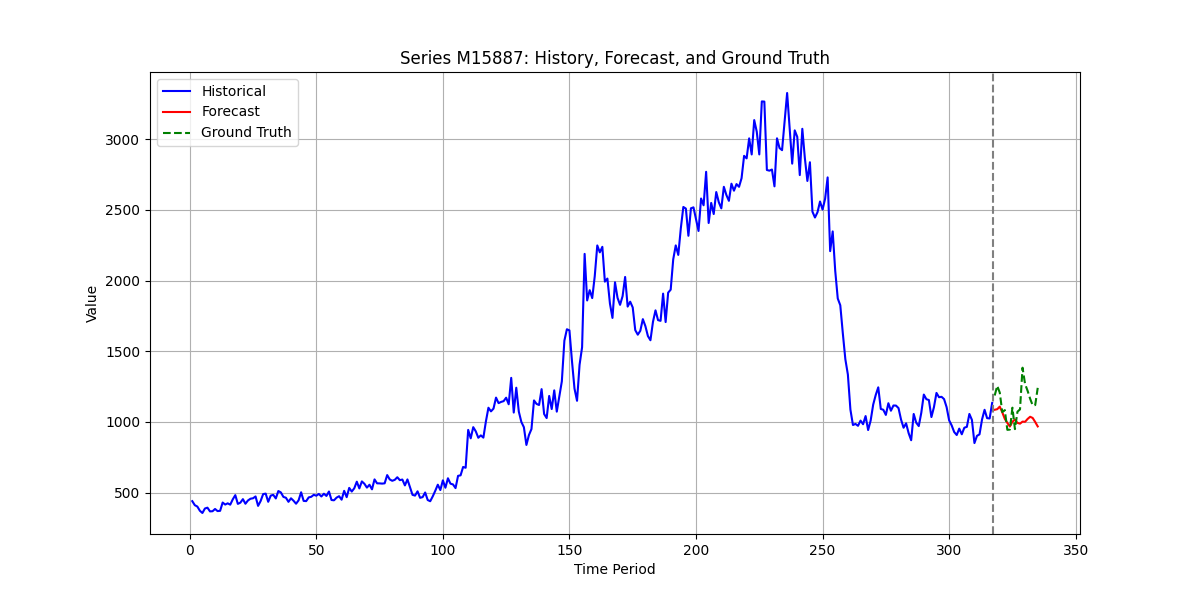 Series M15887: History, Forecast, and Ground Truth
Historical
Forecast
Ground Truth
3000
2500
2000
1500
1000
500
Value
0 50 100 150 200 250 300 350
Time Period